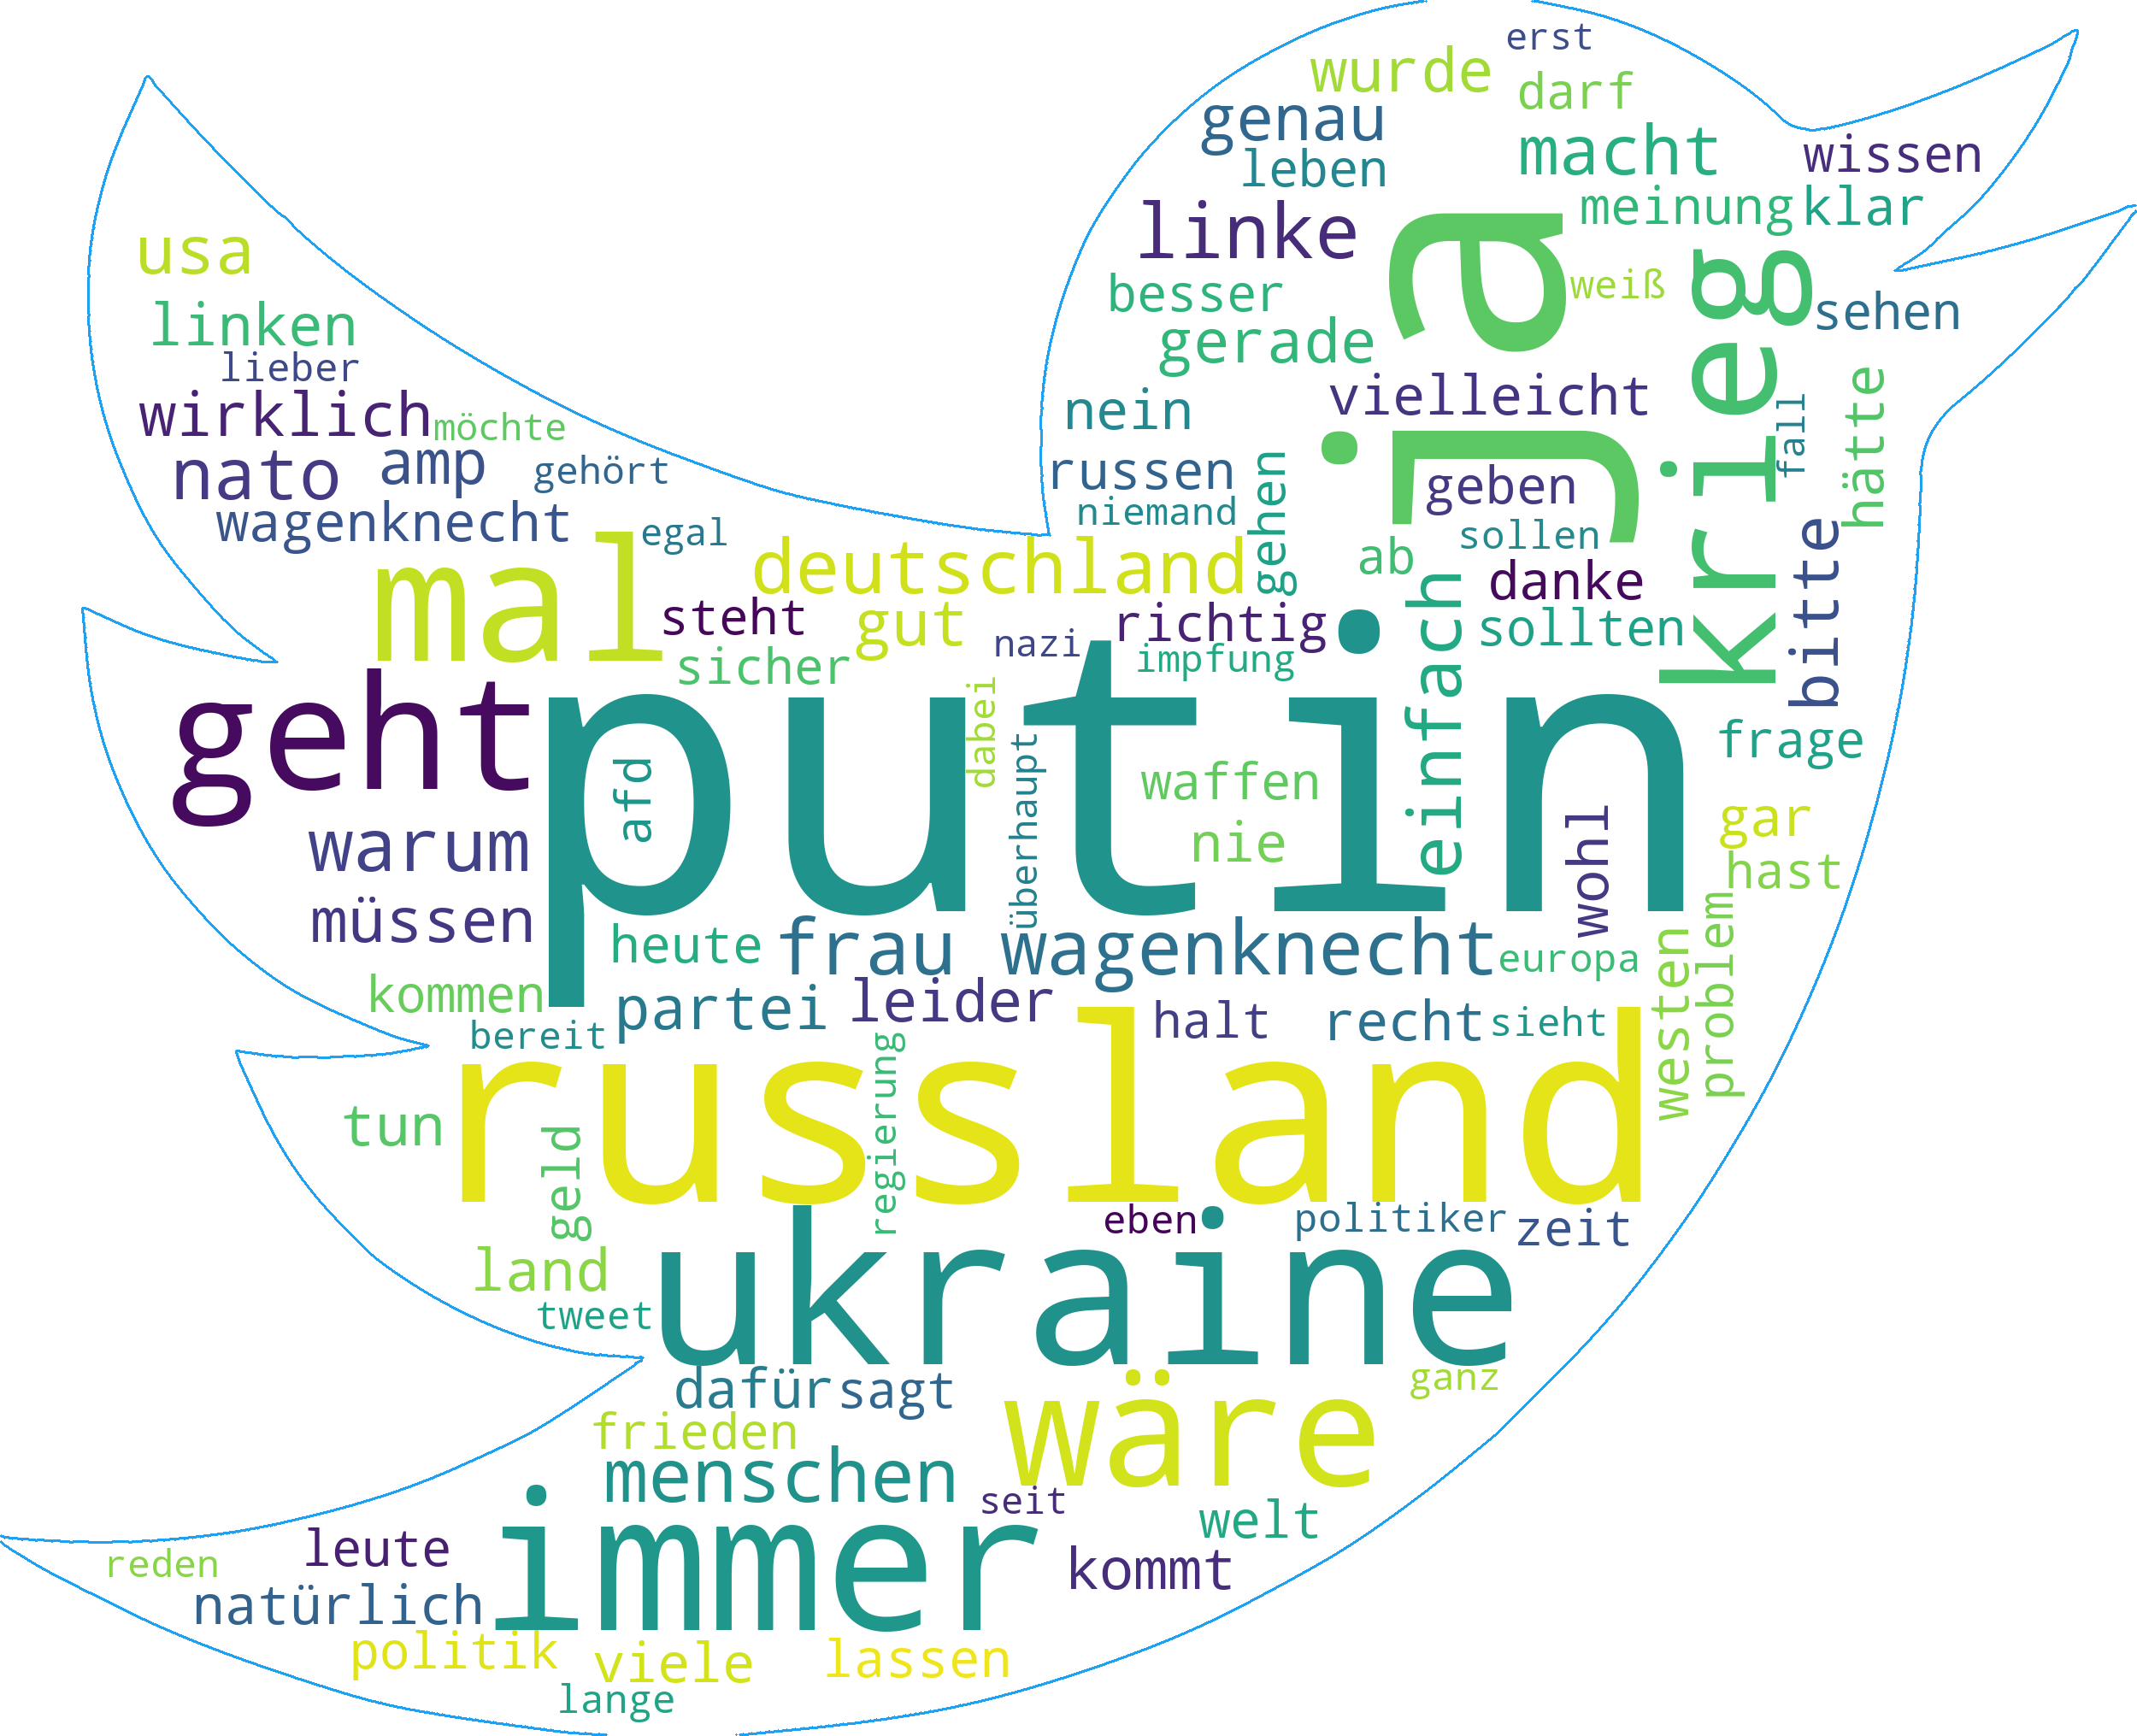 erst
wurde
darf
genau
macht
wissen
leben
meinung
klar
linke
usa
ja
krieg
besser
weiß
sehen
linken
gerade
lieber
vielleicht
hätte
fall
wirklich
möchte
nein
nato
amp
gehört
russen
geben
wagenknecht
egal
niemand
gehen
sollen
mal
deutschland
ab
einfach
danke
bitte
steht
gut
nazi
richtig
sollten
sicher
impfung
geht
putin
dabei
überhaupt
afd
waffen
frage
warum
nie
wohl
gar
hast
müssen
heute
frau wagenknecht
europa
westen
problem
kommen
partei
leider
halt
recht
sieht
bereit
russland
regierung
tun
geld
eben
politiker
zeit
land
ukraine
tweet
dafür
sagt
ganz
frieden
wäre
menschen
seit
welt
immer
leute
reden
kommt
natürlich
politik
viele
lassen
lange